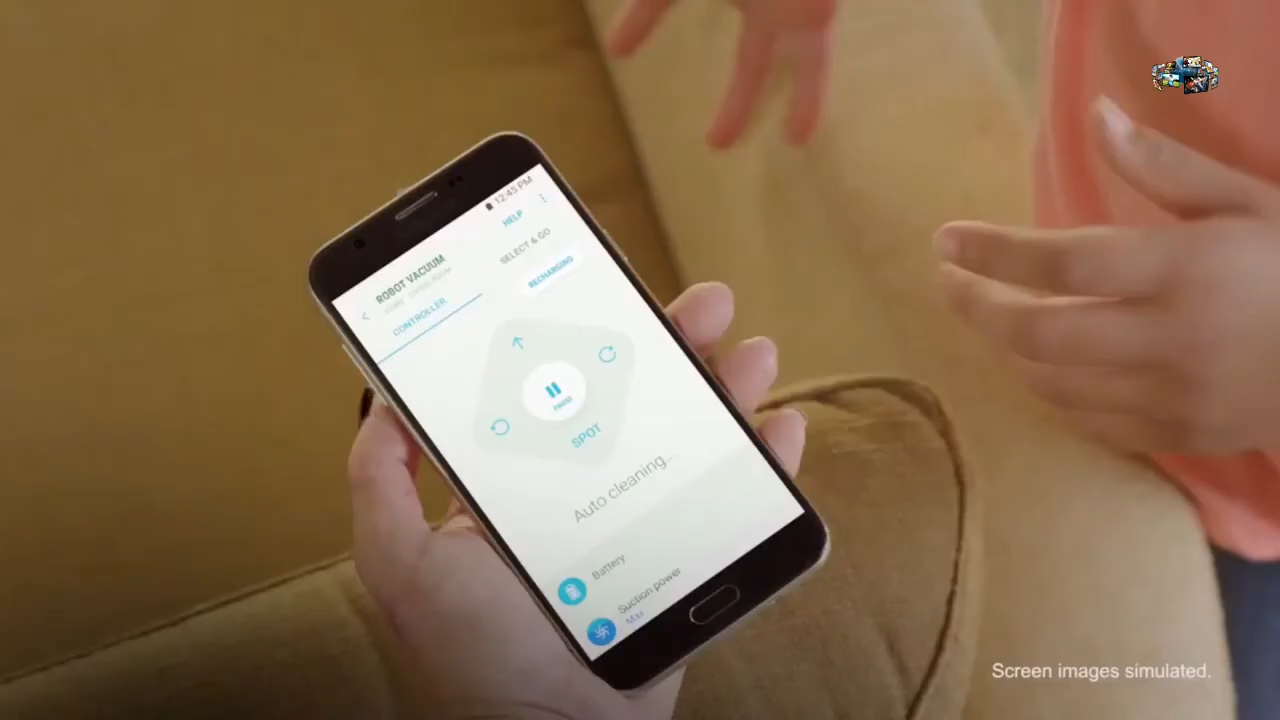 12:45 PM
HELP
ROBOT VACUUM
CONTROLLER
SELECT & GO
RECHARGING
PAUSE
SPOT
Auto cleaning...
Battery
Suction power
Max
Screen images simulated.